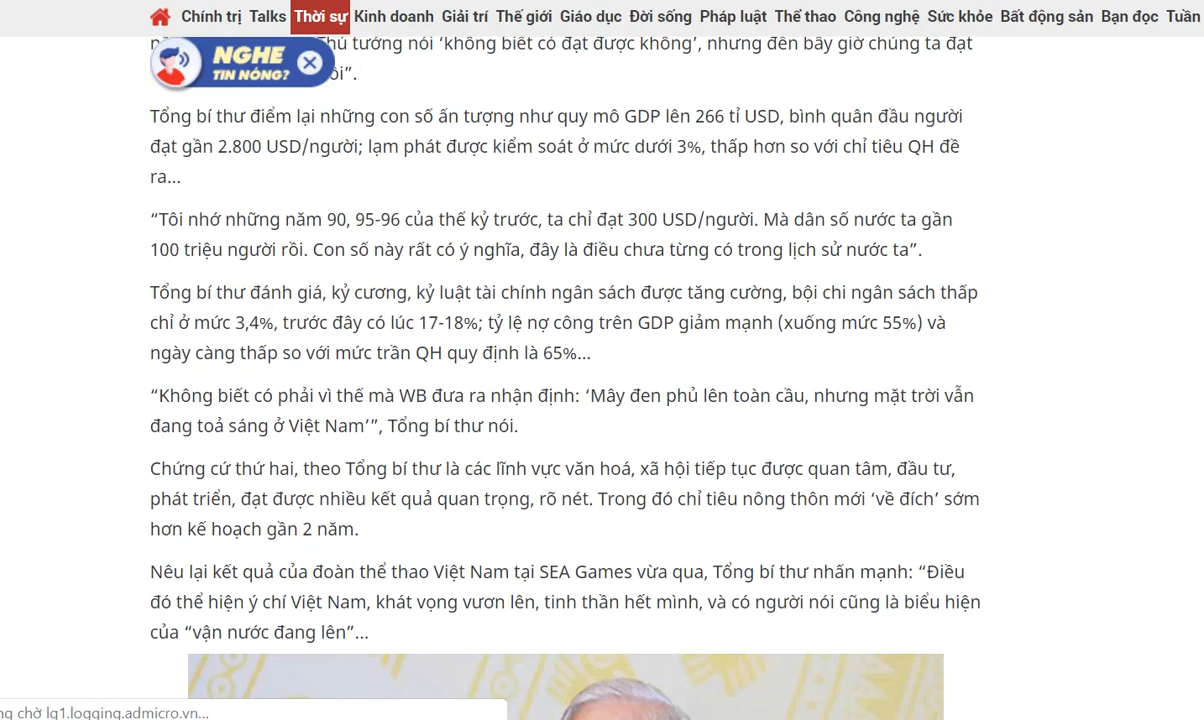 Chính trị Talks Thời sự Kinh doanh Giải trí Thế giới Giáo dục Đời sống Pháp luật Thể thao Công nghệ Sức khỏe Bất động sản Bạn đọc Tuần
Thủ tướng nói ‘không biết có đạt được không’, nhưng đến bây giờ chúng ta đạt
NGHE
TIN NÓNG?
Tổng bí thư điểm lại những con số ấn tượng như quy mô GDP lên 266 tỉ USD, bình quân đầu người
đạt gần 2.800 USD/người; lạm phát được kiểm soát ở mức dưới 3%, thấp hơn so với chỉ tiêu QH đề
ra...
“Tôi nhớ những năm 90, 95-96 của thế kỷ trước, ta chỉ đạt 300 USD/người. Mà dân số nước ta gần
100 triệu người rồi. Con số này rất có ý nghĩa, đây là điều chưa từng có trong lịch sử nước ta”.
Tổng bí thư đánh giá, kỷ cương, kỷ luật tài chính ngân sách được tăng cường, bội chi ngân sách thấp
chỉ ở mức 3,4%, trước đây có lúc 17-18%; tỷ lệ nợ công trên GDP giảm mạnh (xuống mức 55%) và
ngày càng thấp so với mức trần QH quy định là 65%...
“Không biết có phải vì thế mà WB đưa ra nhận định: ‘Mây đen phủ lên toàn cầu, nhưng mặt trời vẫn
đang toả sáng ở Việt Nam’”, Tổng bí thư nói.
Chứng cứ thứ hai, theo Tổng bí thư là các lĩnh vực văn hoá, xã hội tiếp tục được quan tâm, đầu tư,
phát triển, đạt được nhiều kết quả quan trọng, rõ nét. Trong đó chỉ tiêu nông thôn mới ‘về đích’ sớm
hơn kế hoạch gần 2 năm.
Nêu lại kết quả của đoàn thể thao Việt Nam tại SEA Games vừa qua, Tổng bí thư nhấn mạnh: “Điều
đó thể hiện ý chí Việt Nam, khát vọng vươn lên, tinh thần hết mình, và có người nói cũng là biểu hiện
của “vận nước đang lên”...
chờ lg1.logging.admicro.vn...